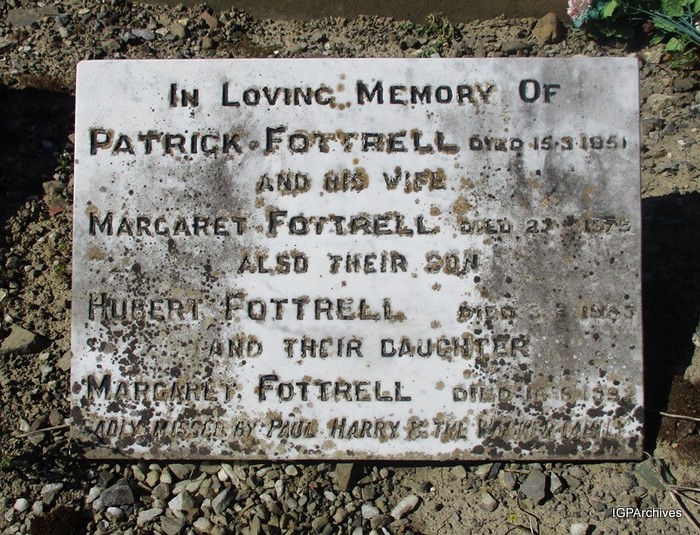 In Loving Memory Of
Patrick Fottrell Died 15.3.1951
and his wife
Margaret Fottrell Died
also their son
Hubert Fottrell Died
and their daughter
Margaret Fottrell Died
missed by Paul Harry & the
IGPArchives